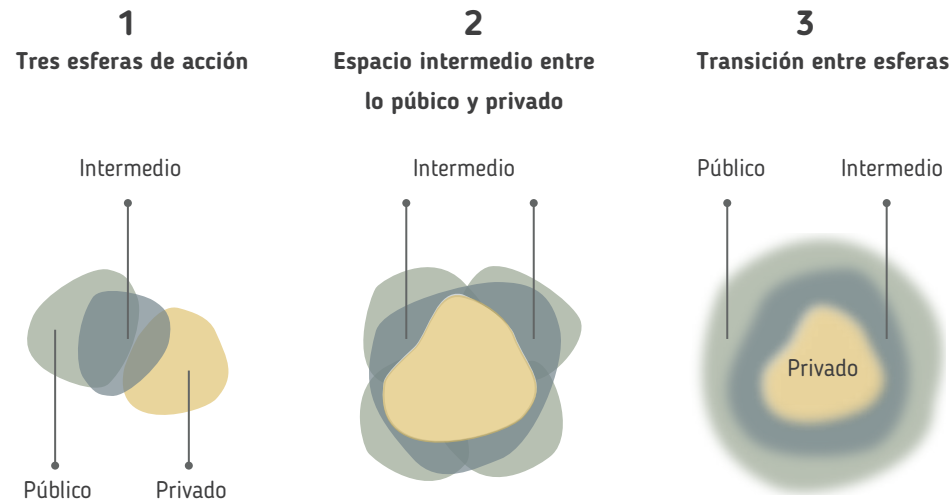 1
Tres esferas de acción
Intermedio
Público
Privado
2
Espacio intermedio entre
lo púbico y privado
Intermedio
3
Transición entre esferas
Público
Intermedio
Privado